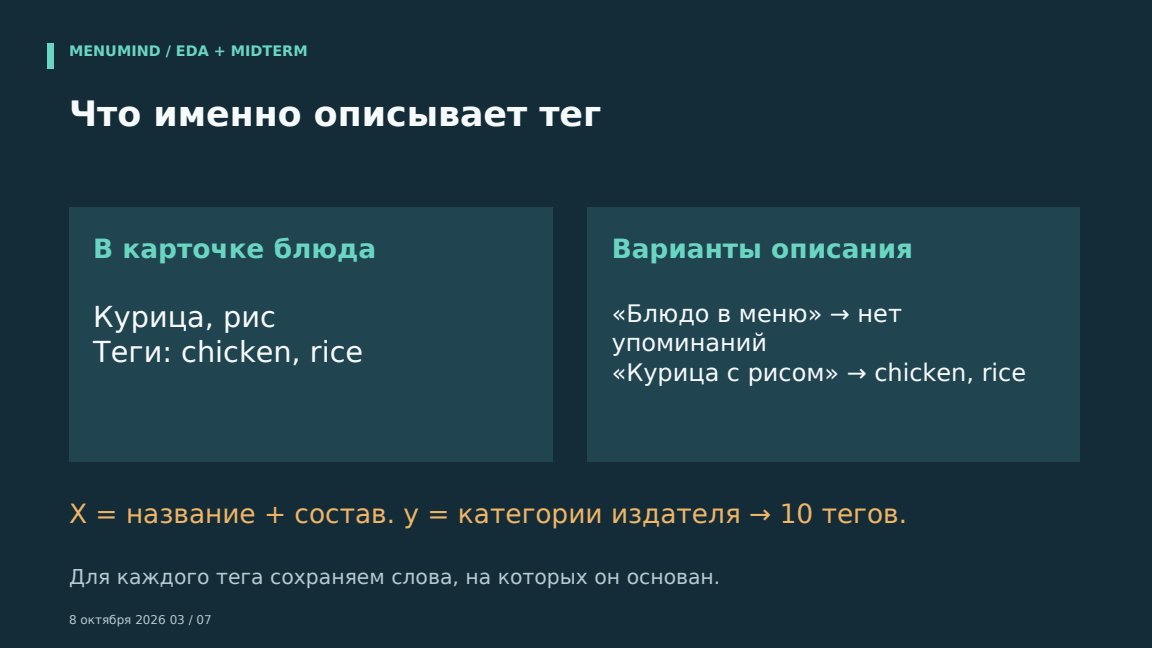 MENUMIND / EDA + MIDTERM
Что именно описывает тег
В карточке блюда
Курица, рис
Теги: chicken, rice
Варианты описания
«Блюдо в меню» → нет
упоминаний
«Курица с рисом» → chicken, rice
X = название + состав. y = категории издателя → 10 тегов.
Для каждого тега сохраняем слова, на которых он основан.
8 октября 2026 03 / 07